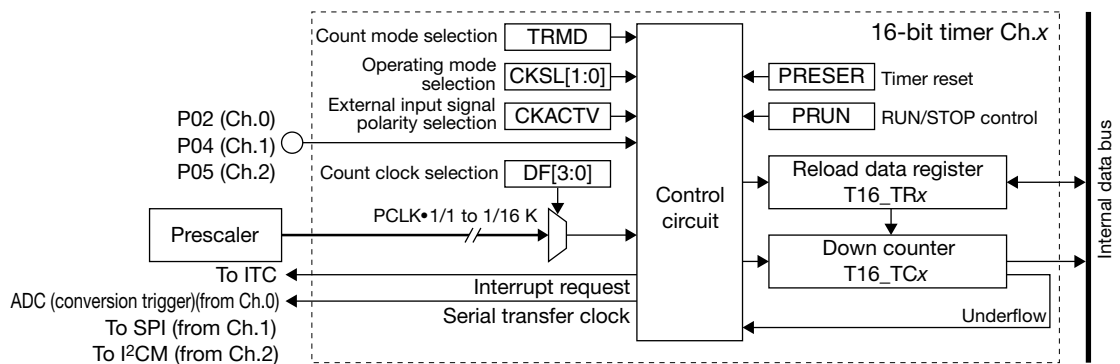 16-bit timer Ch.x
Count mode selection
TRMD
Operating mode
selection
CKSL[1:0]
External input signal
polarity selection
CKACTV
P02 (Ch.0)
P04 (Ch.1)
P05 (Ch.2)
Count clock selection
DF[3:0]
Prescaler
PCLK•1/1 to 1/16 K
Control
circuit
PRESER
Timer reset
PRUN
RUN/STOP control
Reload data register
T16_TRx
Down counter
T16_TCx
Underflow
Internal data bus
To ITC
Interrupt request
ADC (conversion trigger)(from Ch.0)
Serial transfer clock
To SPI (from Ch.1)
To I²CM (from Ch.2)